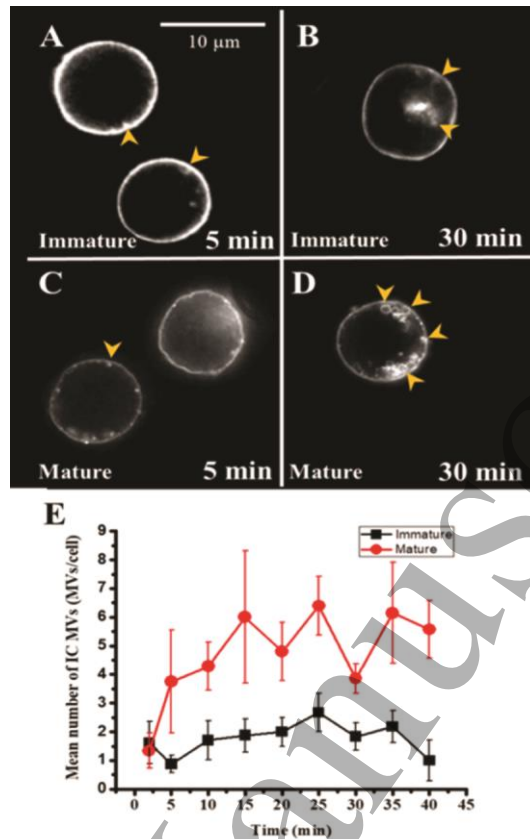 A
10 µm
B
Immature
5 min
Immature
30 min
C
D
Mature
5 min
Mature
30 min
E
Immature
Mature
Mean number of IC MVs (MVs/cell)
9
8
7
6
5
4
3
2
1
0
0
5
10
15
20
25
30
35
40
45
Time (min)